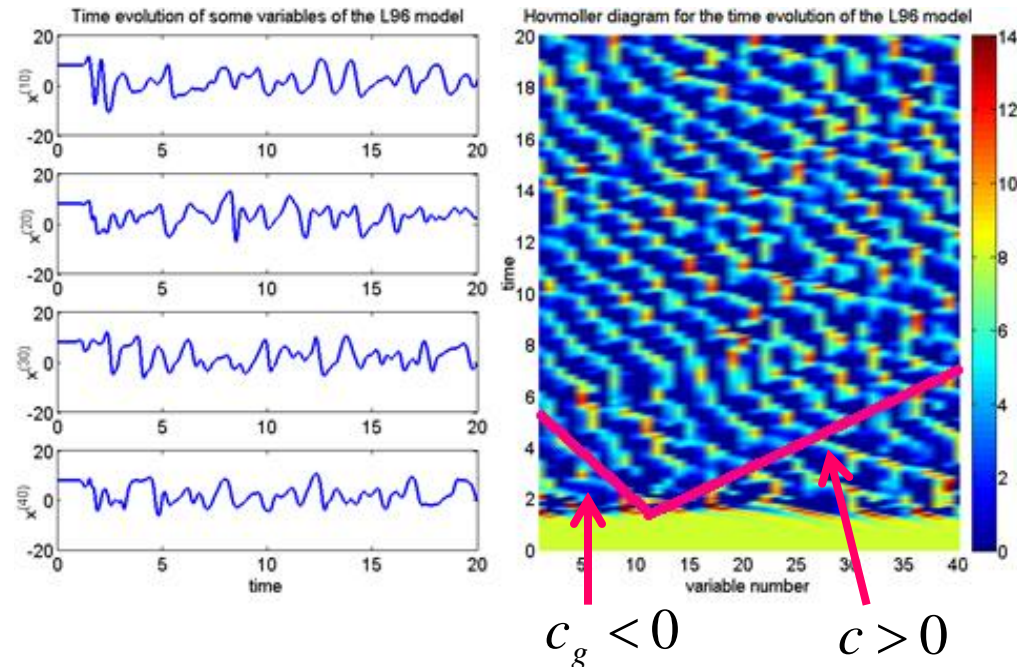 Time evolution of some variables of the L96 model
20
0
-20
x(10)
0 5 10 15 20
20
0
-20
x(20)
0 5 10 15 20
20
0
-20
x(30)
0 5 10 15 20
20
0
-20
x(40)
0 5 10 15 20
time
Hovmoller diagram for the time evolution of the L96 model
20
18
16
14
12
10
8
6
4
2
0
time
5 10 15 20 25 30 35 40
variable number
14
12
10
8
6
4
2
0
c_g < 0
c > 0